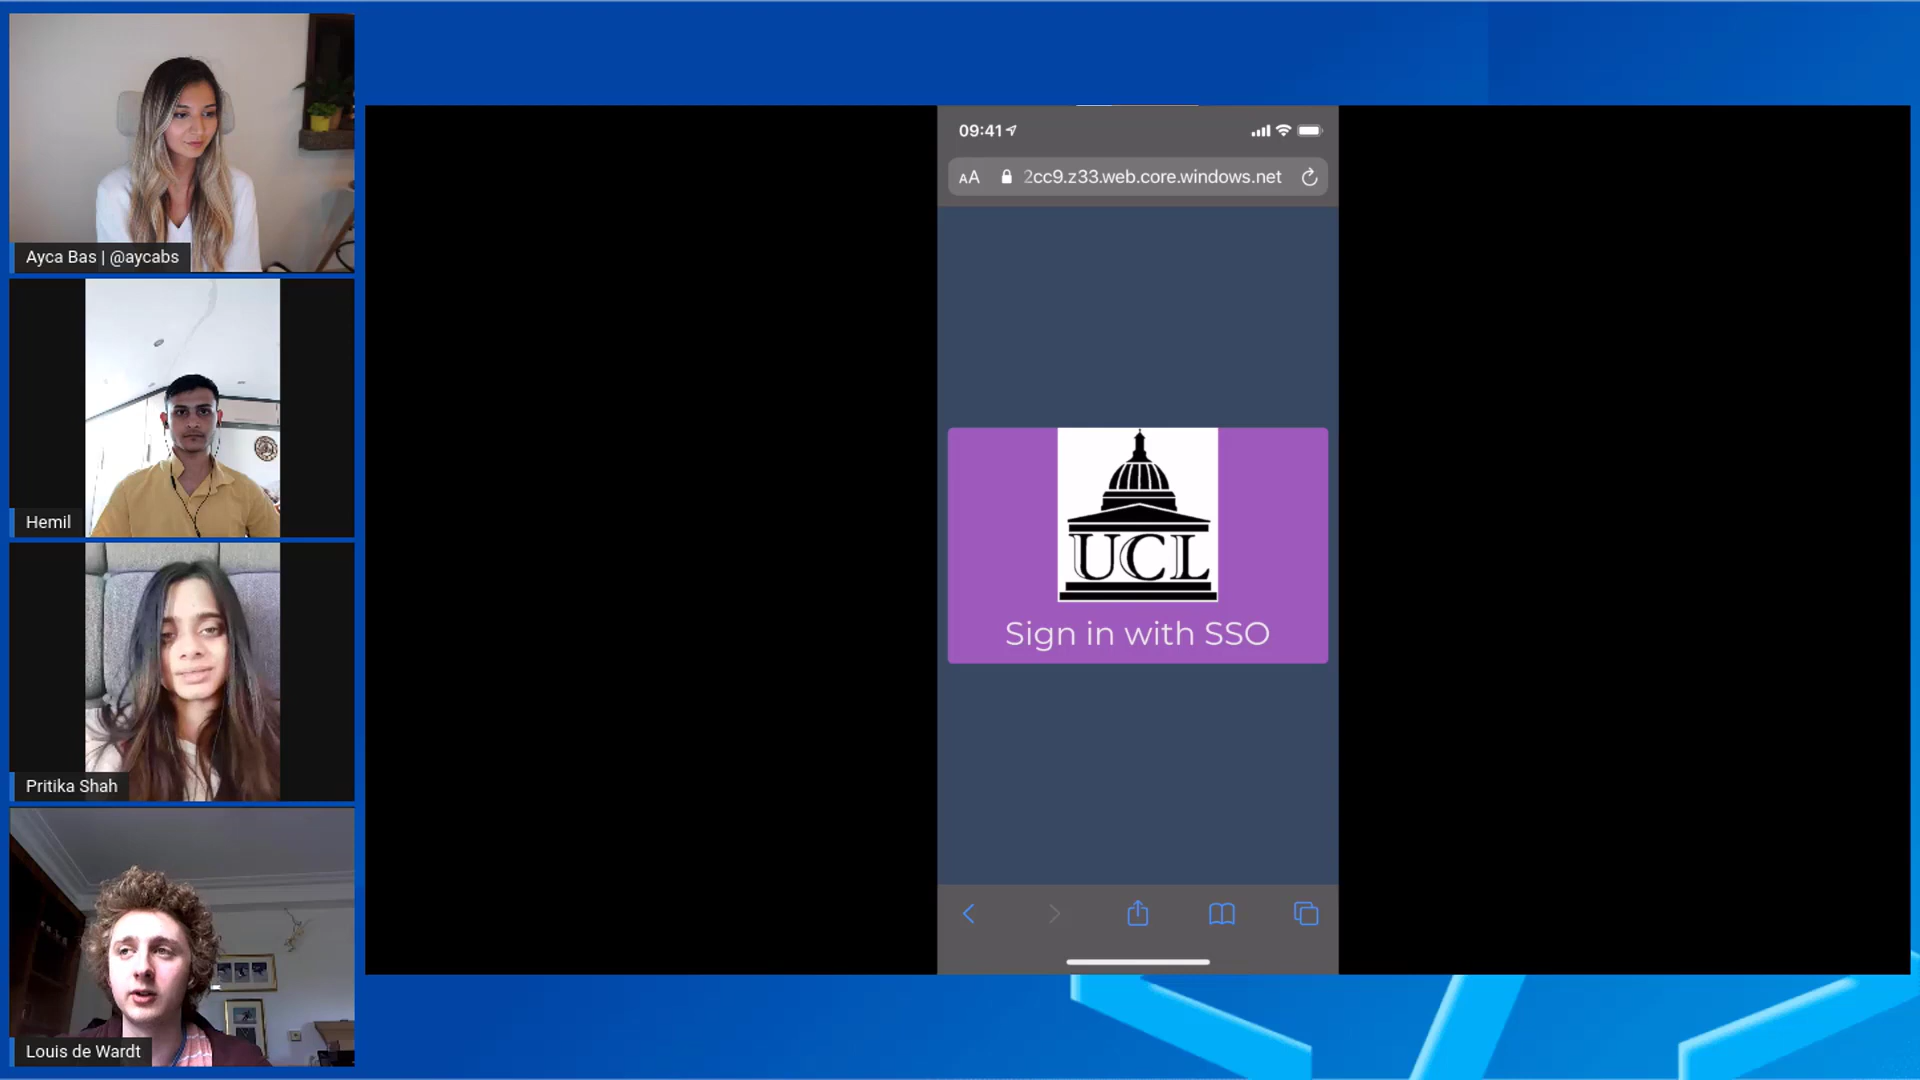 Ayca Bas | @aycabs
Hemil
Pritika Shah
Louis de Wardt
09:41
AA 2cc9.z33.web.core.windows.net
UCL
Sign in with SSO